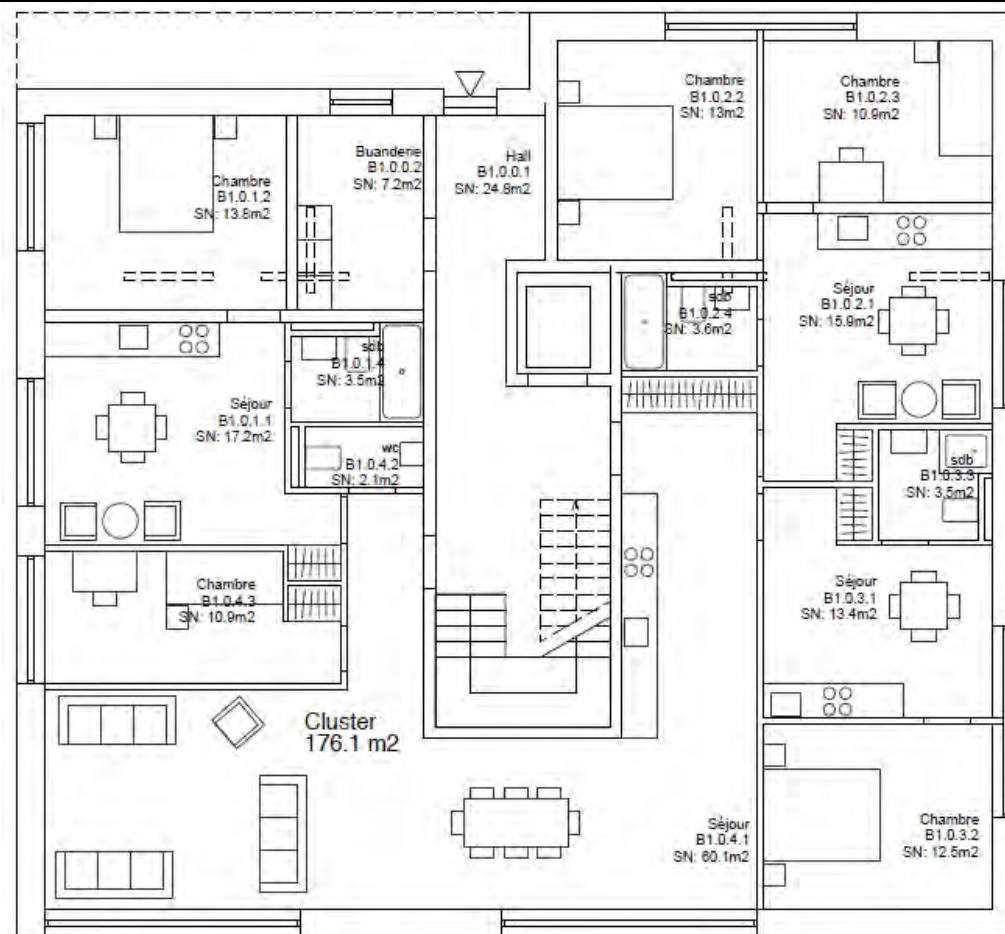 Chambre
B1.0.2.2
SN: 13m2
Chambre
B1.0.2.3
SN: 10.9m2
Buanderie
B1.0.0.2
SN: 7.2m2
Hall
B1.0.0.1
SN: 24.8m2
Chambre
B1.0.1.2
SN: 13.8m2
sdb
B1.0.2.4
SN: 3.6m2
Séjour
B1.0.2.1
SN: 15.9m2
sdb
B1.0.1.4
SN: 3.5m2
Séjour
B1.0.1.1
SN: 17.2m2
wc
B1.0.4.2
SN: 2.1m2
sdb
B1.0.3.3
SN: 3.5m2
Chambre
B1.0.4.3
SN: 10.9m2
Séjour
B1.0.3.1
SN: 13.4m2
Cluster
176.1 m2
Séjour
B1.0.4.1
SN: 60.1m2
Chambre
B1.0.3.2
SN: 12.5m2